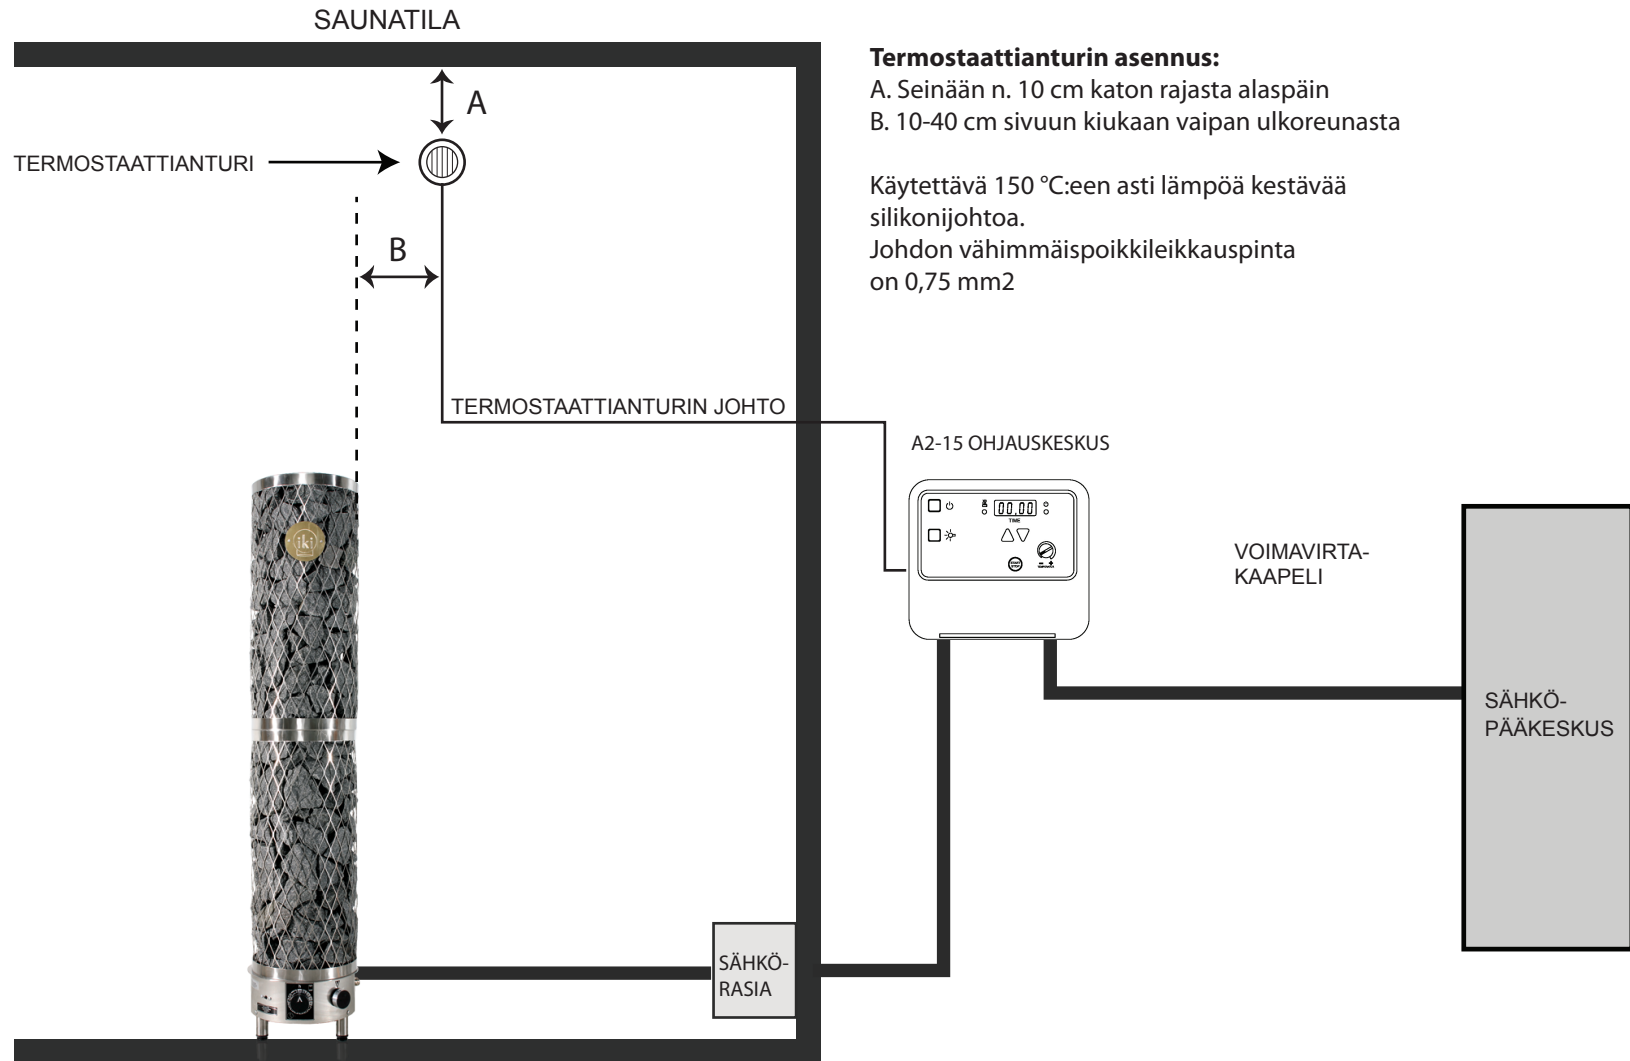 SAUNATILA
Termostaattianturin asennus:
A. Seinään n. 10 cm katon rajasta alaspäin
B. 10-40 cm sivuun kiukaan vaipan ulkoreunasta
Käytettävä 150 °C:een asti lämpöä kestävää
silikonijohtoa.
Johdon vähimmäispoikkileikkauspinta
on 0,75 mm2
A
TERMOSTAATTIANTURI
B
TERMOSTAATTIANTURIN JOHTO
A2-15 OHJAUSKESKUS
00.00
TIME
VOIMAVIRTA-
KAAPELI
iki
SÄHKÖ-
PÄÄKESKUS
SÄHKÖ-
RASIA